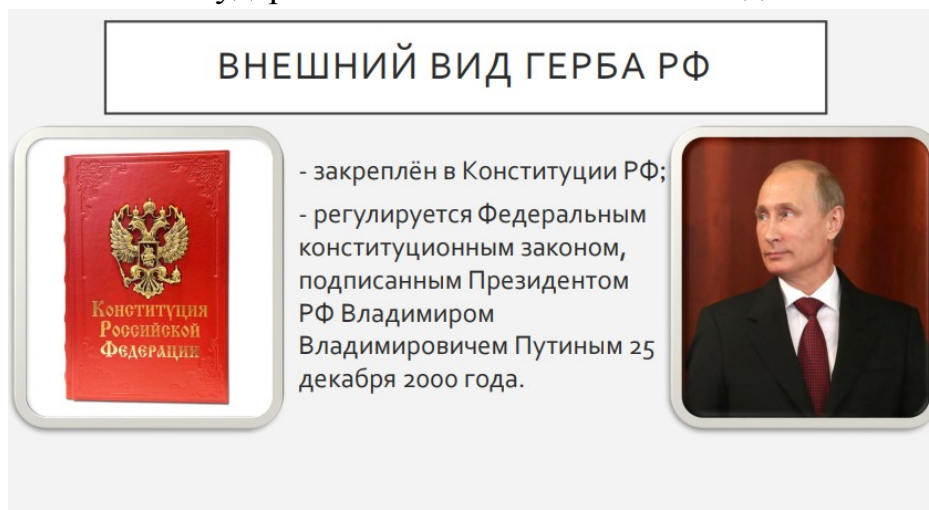 ВНЕШНИЙ ВИД ГЕРБА РФ
- закреплён в Конституции РФ;
- регулируется Федеральным
конституционным законом,
подписанным Президентом
РФ Владимиром
Владимировичем Путиным 25
декабря 2000 года.
Конституция
Российской
Федерации